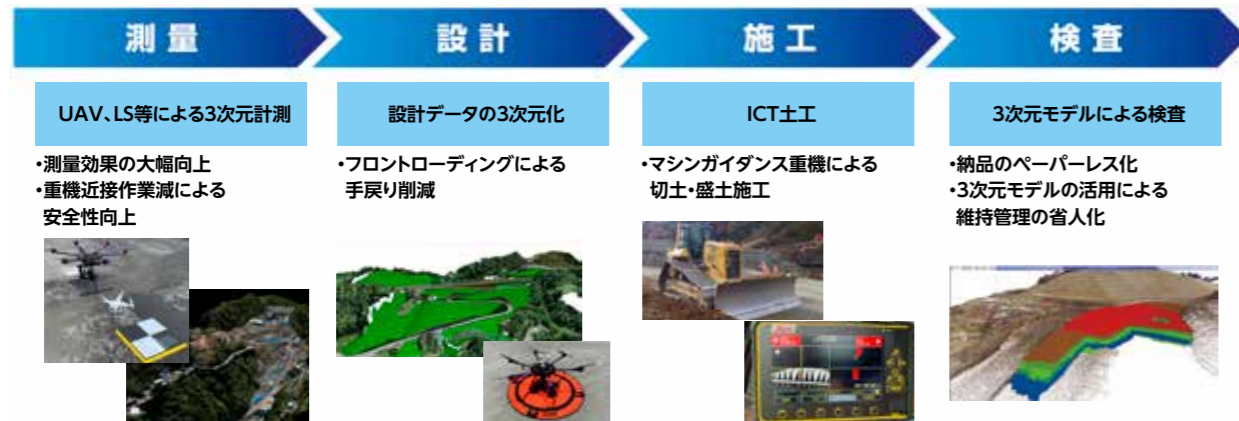 測量
設計
施工
検査
UAV、LS等による3次元計測
・測量効果の大幅向上
・重機近接作業減による
安全性向上
設計データの3次元化
・フロントローディングによる
手戻り削減
ICT土工
・マシンガイダンス重機による
切土・盛土施工
3次元モデルによる検査
・納品のペーパーレス化
・3次元モデルの活用による
維持管理の省人化